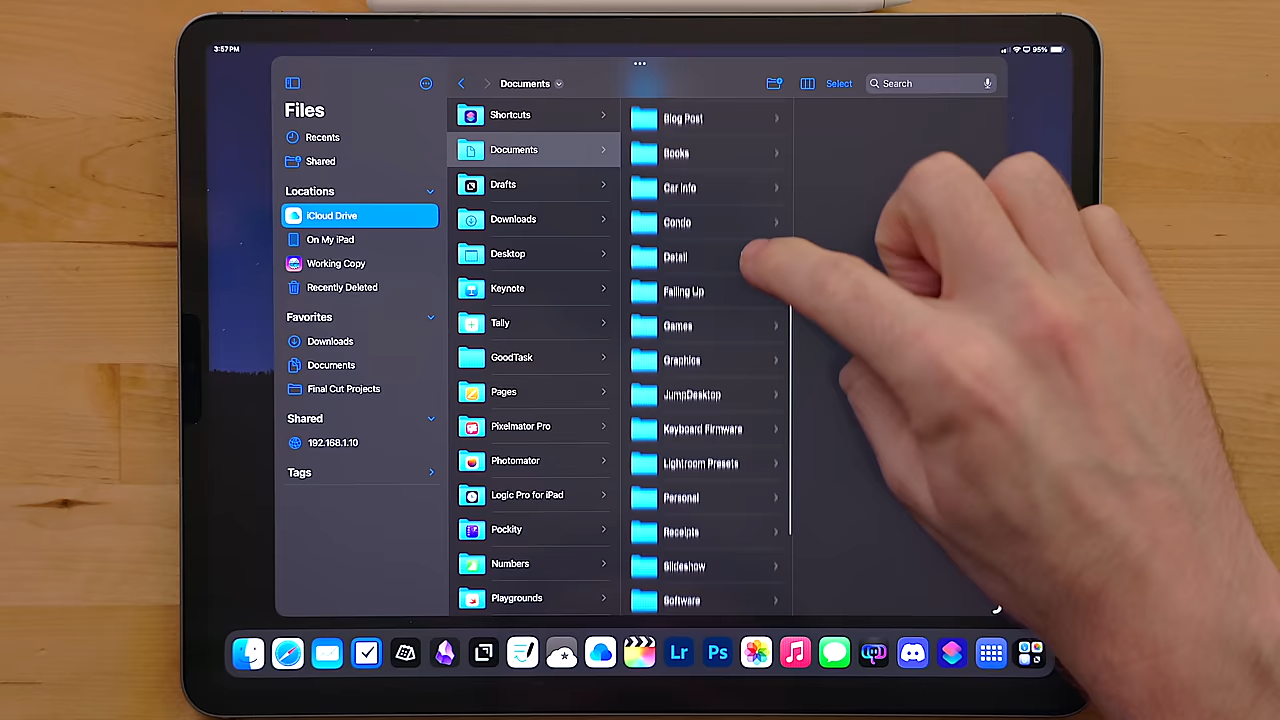 3:57 PM
95%
Documents
Select
Search
Files
Recents
Shared
Locations
iCloud Drive
On My iPad
Working Copy
Recently Deleted
Favorites
Downloads
Documents
Final Cut Projects
Shared
192.168.1.10
Tags
Shortcuts
Documents
Drafts
Downloads
Desktop
Keynote
Tally
GoodTask
Pages
Pixelmator Pro
Photomator
Logic Pro for iPad
Pockity
Numbers
Playgrounds
Blog Post
Books
Car Info
Condo
Detail
Falling Up
Games
Graphics
JumpDesktop
Keyboard Firmware
Lightroom Presets
Personal
Receipts
Slideshow
Software
Lr
Ps